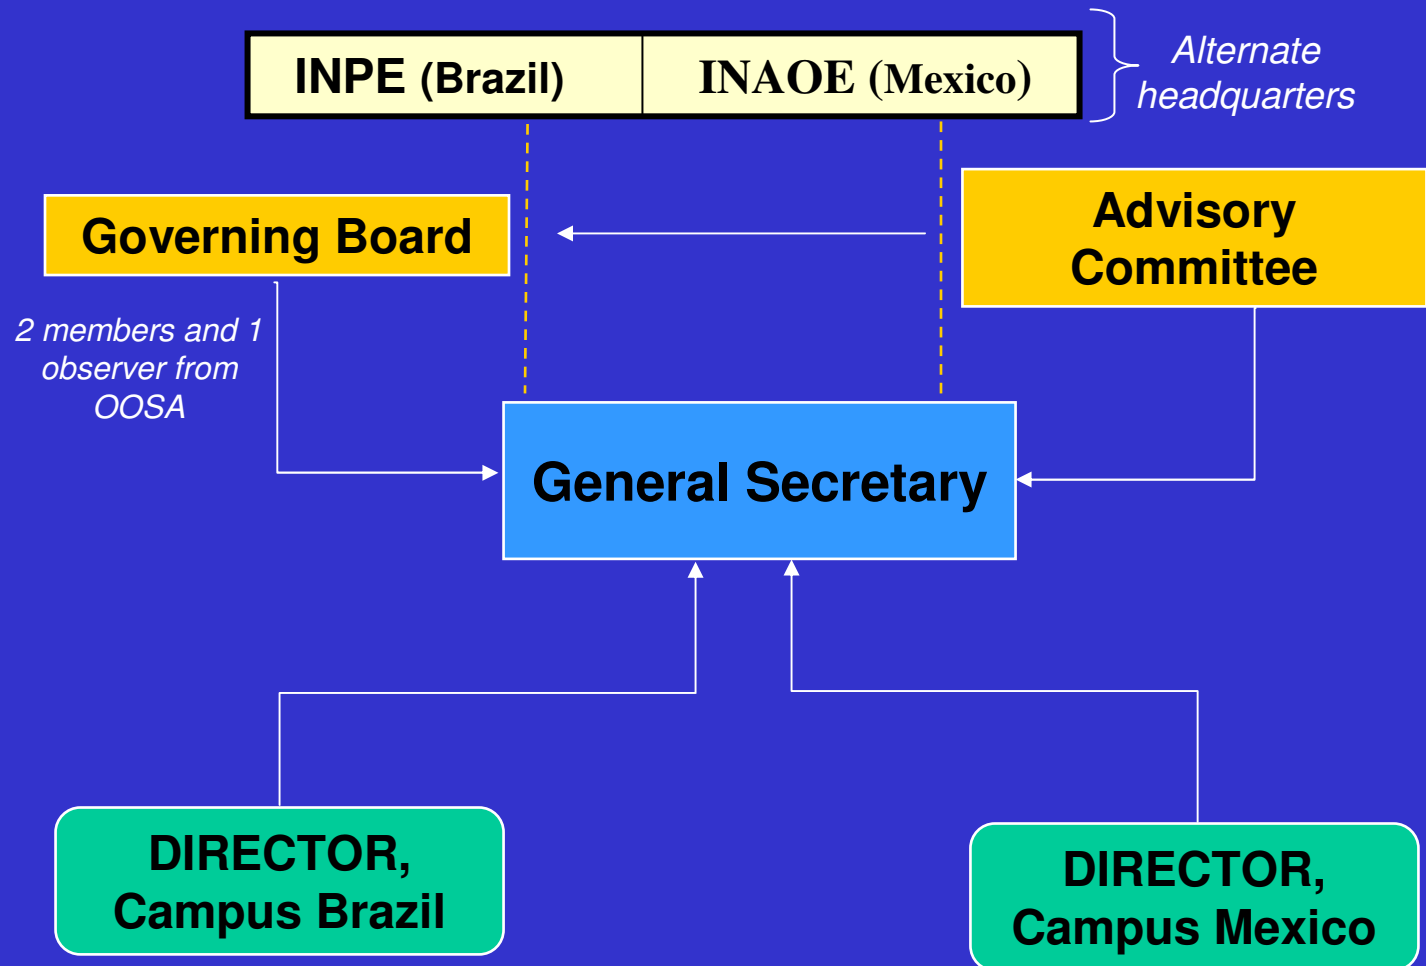 INPE (Brazil)
INAOE (Mexico)
Alternate
headquarters
Governing Board
Advisory
Committee
2 members and 1
observer from
OOSA
General Secretary
DIRECTOR,
Campus Brazil
DIRECTOR,
Campus Mexico